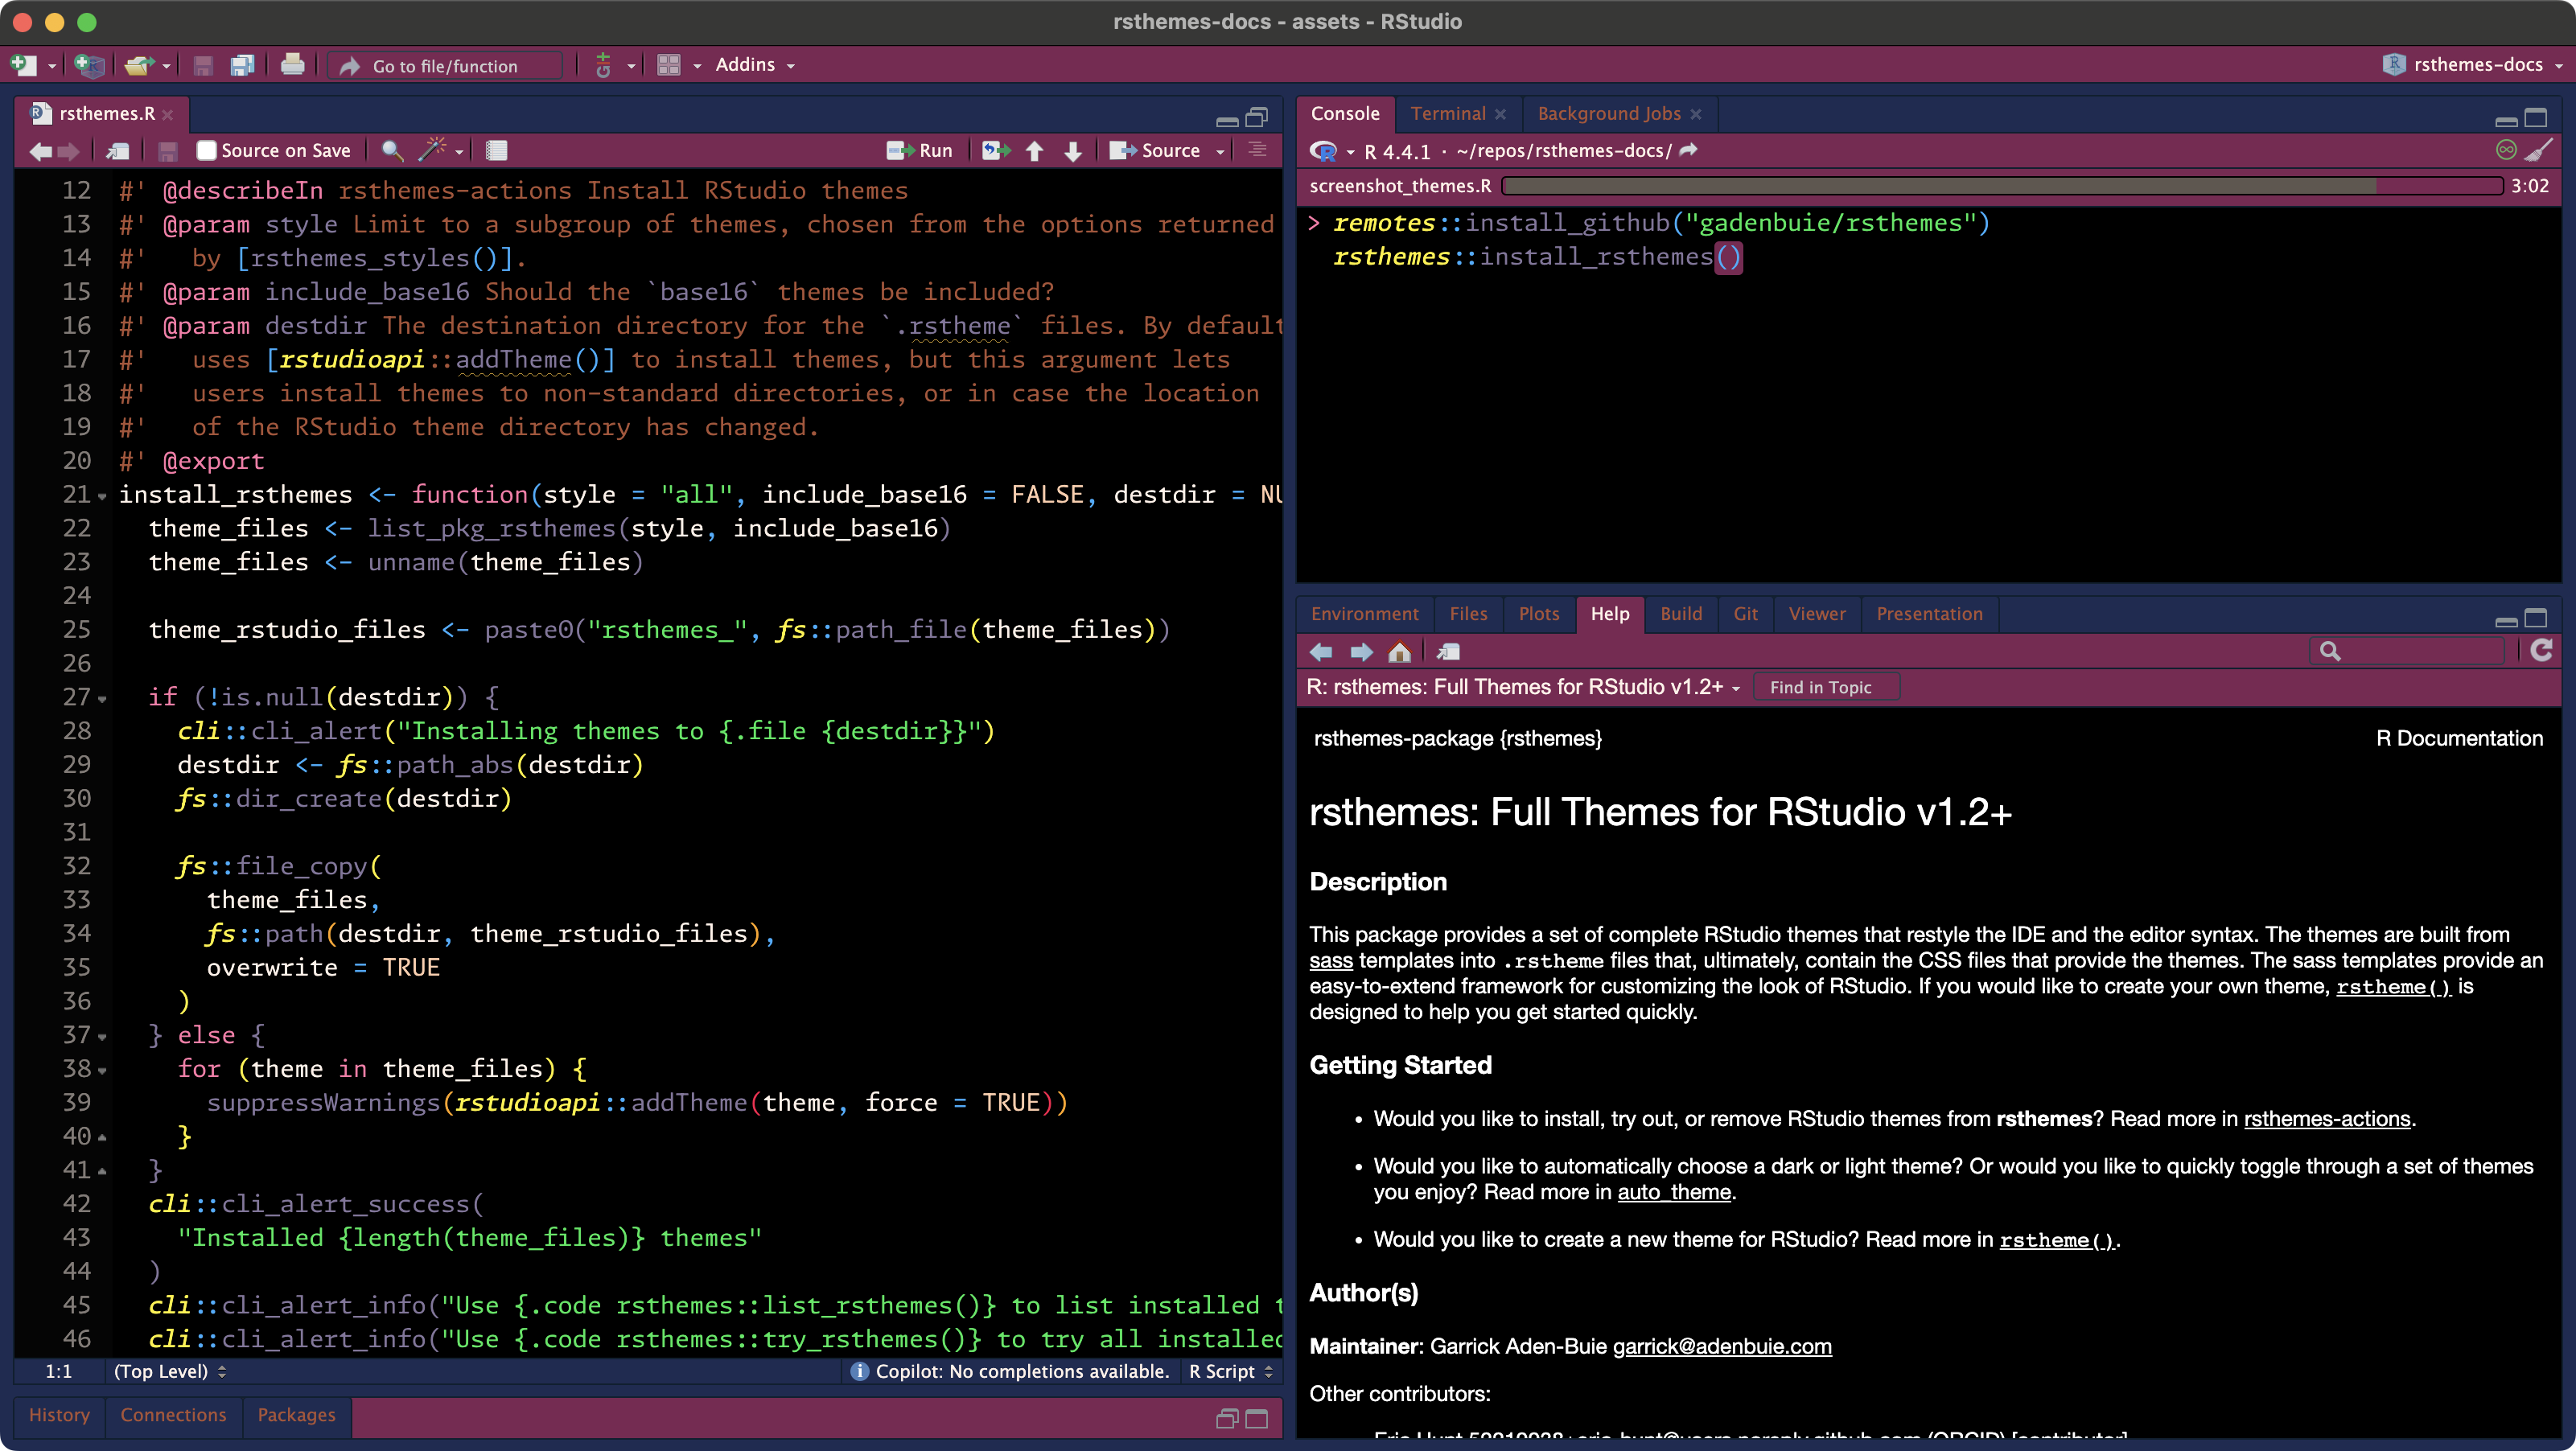 rsthemes-docs - assets - RStudio
Go to file/function
Addins
rsthemes-docs
rsthemes.R
Source on Save
Run
Source
12 #' @describeIn rsthemes-actions Install RStudio themes
13 #' @param style Limit to a subgroup of themes, chosen from the options returned
14 #'   by [rsthemes_styles()].
15 #' @param include_base16 Should the `base16` themes be included?
16 #' @param destdir The destination directory for the `.rstheme` files. By default
17 #'   uses [rstudioapi::addTheme()] to install themes, but this argument lets
18 #'   users install themes to non-standard directories, or in case the location
19 #'   of the RStudio theme directory has changed.
20 #' @export
21 install_rsthemes <- function(style = "all", include_base16 = FALSE, destdir = NU
22   theme_files <- list_pkg_rsthemes(style, include_base16)
23   theme_files <- unname(theme_files)
24
25   theme_rstudio_files <- paste0("rsthemes_", fs::path_file(theme_files))
26
27   if (!is.null(destdir)) {
28     cli::cli_alert("Installing themes to {.file {destdir}}")
29     destdir <- fs::path_abs(destdir)
30     fs::dir_create(destdir)
31
32     fs::file_copy(
33       theme_files,
34       fs::path(destdir, theme_rstudio_files),
35       overwrite = TRUE
36     )
37   } else {
38     for (theme in theme_files) {
39       suppressWarnings(rstudioapi::addTheme(theme, force = TRUE))
40     }
41   }
42   cli::cli_alert_success(
43     "Installed {length(theme_files)} themes"
44   )
45   cli::cli_alert_info("Use {.code rsthemes::list_rsthemes()} to list installed t
46   cli::cli_alert_info("Use {.code rsthemes::try_rsthemes()} to try all installed
1:1 (Top Level)
Copilot: No completions available. R Script
History Connections Packages
Console Terminal Background Jobs
R 4.4.1 · ~/repos/rsthemes-docs/
screenshot_themes.R 3:02
> remotes::install_github("gadenbuie/rsthemes")
rsthemes::install_rsthemes()
Environment Files Plots Help Build Git Viewer Presentation
R: rsthemes: Full Themes for RStudio v1.2+ Find in Topic
rsthemes-package {rsthemes} R Documentation
rsthemes: Full Themes for RStudio v1.2+
Description
This package provides a set of complete RStudio themes that restyle the IDE and the editor syntax. The themes are built from
sass templates into .rstheme files that, ultimately, contain the CSS files that provide the themes. The sass templates provide an
easy-to-extend framework for customizing the look of RStudio. If you would like to create your own theme, rstheme() is
designed to help you get started quickly.
Getting Started
• Would you like to install, try out, or remove RStudio themes from rsthemes? Read more in rsthemes-actions.
• Would you like to automatically choose a dark or light theme? Or would you like to quickly toggle through a set of themes
you enjoy? Read more in auto_theme.
• Would you like to create a new theme for RStudio? Read more in rstheme().
Author(s)
Maintainer: Garrick Aden-Buie garrick@adenbuie.com
Other contributors: